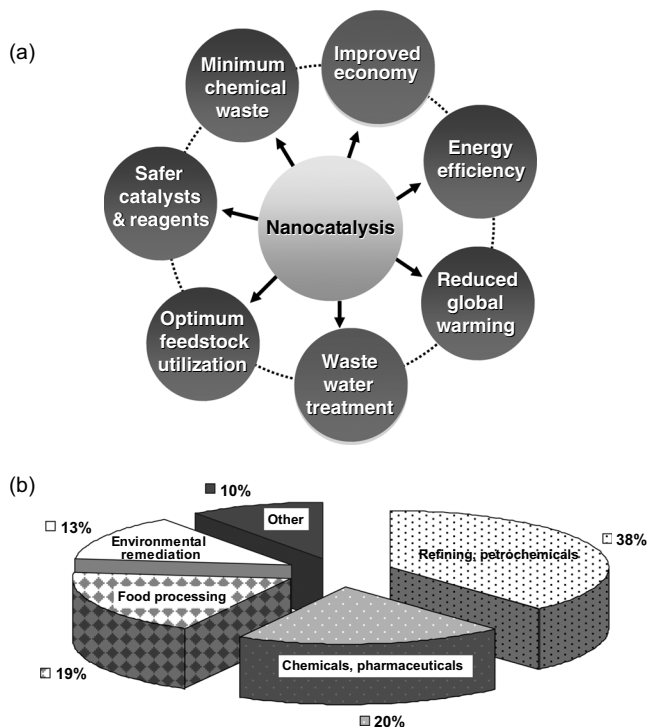 (a)
Improved
economy
Minimum
chemical
waste
Energy
efficiency
Safer
catalysts
& reagents
Nanocatalysis
Reduced
global
warming
Optimum
feedstock
utilization
Waste
water
treatment
(b)
10%
Other
13%
Environmental
remediation
38%
Refining, petrochemicals
Food processing
19%
Chemicals, pharmaceuticals
20%